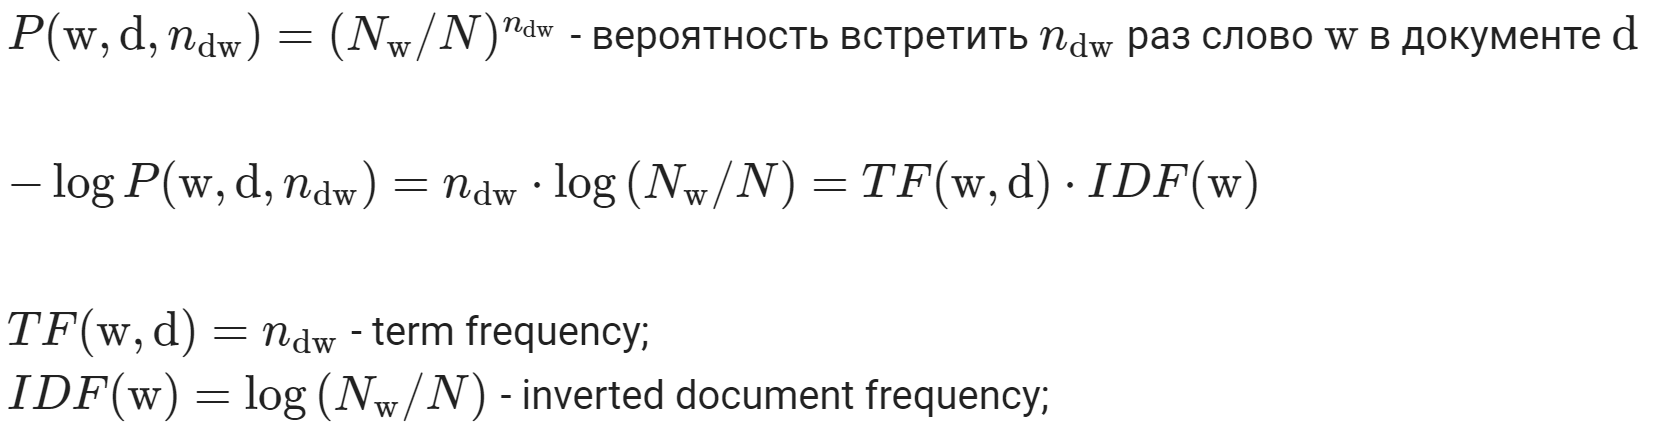 P(w, d, n_dw) = (N_w/N)^{n_dw} - вероятность встретить n_dw раз слово w в документе d
− log P(w, d, n_dw) = n_dw · log (N_w/N) = TF(w, d) · IDF(w)
TF(w, d) = n_dw - term frequency;
IDF(w) = log (N_w/N) - inverted document frequency;